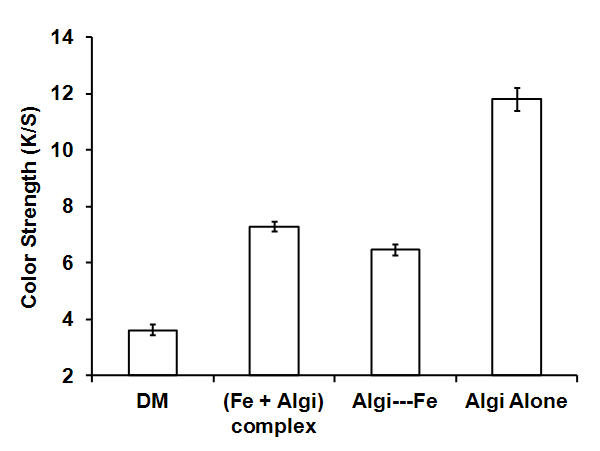 14
12
10
8
6
4
2
Color Strength (K/S)
DM
(Fe + Algi)
complex
Algi---Fe
Algi Alone